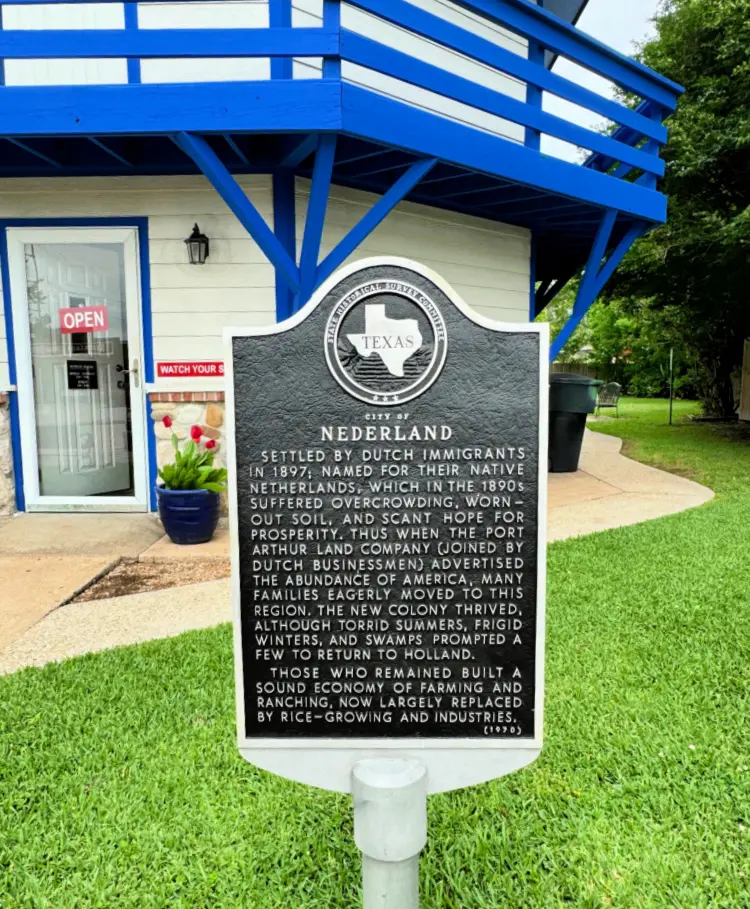 OPEN
WATCH YOUR
STATE HISTORICAL SURVEY COMMITTEE
TEXAS
CITY OF
NEDERLAND
SETTLED BY DUTCH IMMIGRANTS
IN 1897; NAMED FOR THEIR NATIVE
NETHERLANDS, WHICH IN THE 1890s
SUFFERED OVERCROWDING, WORN-
OUT SOIL, AND SCANT HOPE FOR
PROSPERITY. THUS WHEN THE PORT
ARTHUR LAND COMPANY (JOINED BY
DUTCH BUSINESSMEN) ADVERTISED
THE ABUNDANCE OF AMERICA, MANY
FAMILIES EAGERLY MOVED TO THIS
REGION. THE NEW COLONY THRIVED,
ALTHOUGH TORRID SUMMERS, FRIGID
WINTERS, AND SWAMPS PROMPTED A
FEW TO RETURN TO HOLLAND.
THOSE WHO REMAINED BUILT A
SOUND ECONOMY OF FARMING AND
RANCHING, NOW LARGELY REPLACED
BY RICE-GROWING AND INDUSTRIES.
(1970)